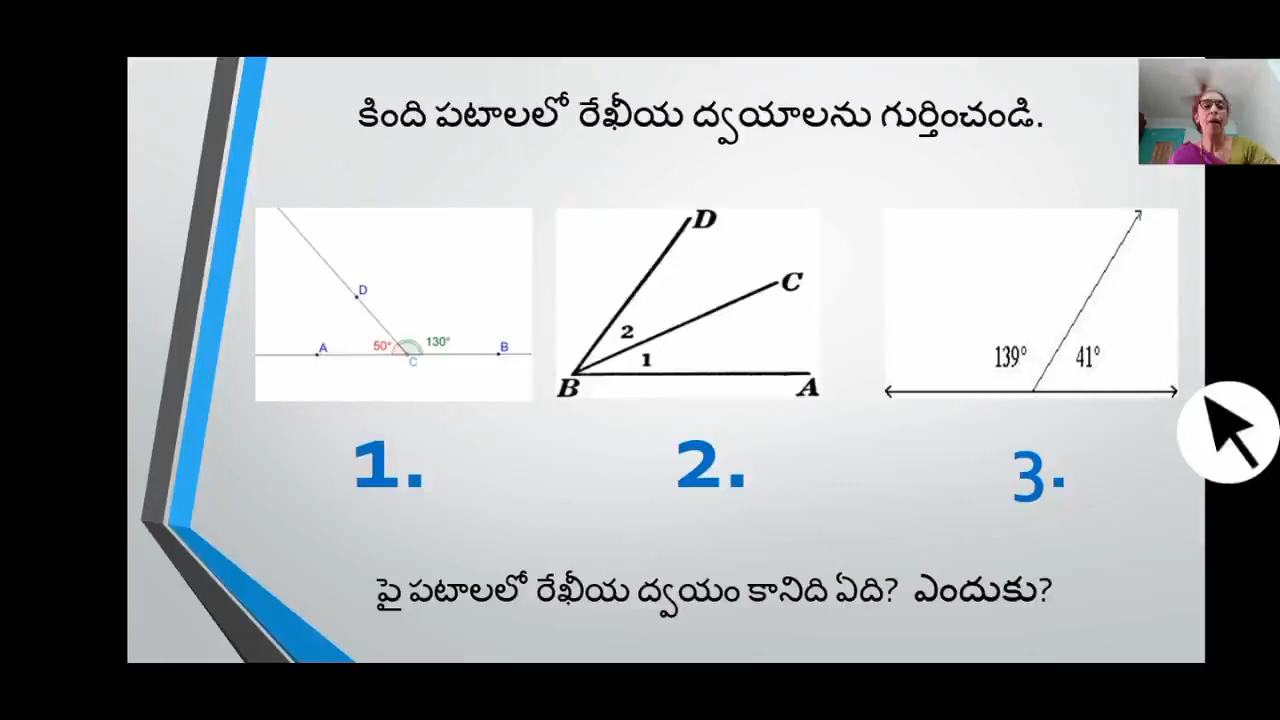 కింది పటాలలో రేఖీయ ద్వయాలను గుర్తించండి.
D
A
50°
130°
B
C
D
C
2
1
B
A
139°
41°
1.
2.
3.
పై పటాలలో రేఖీయ ద్వయం కానిది ఏది? ఎందుకు?